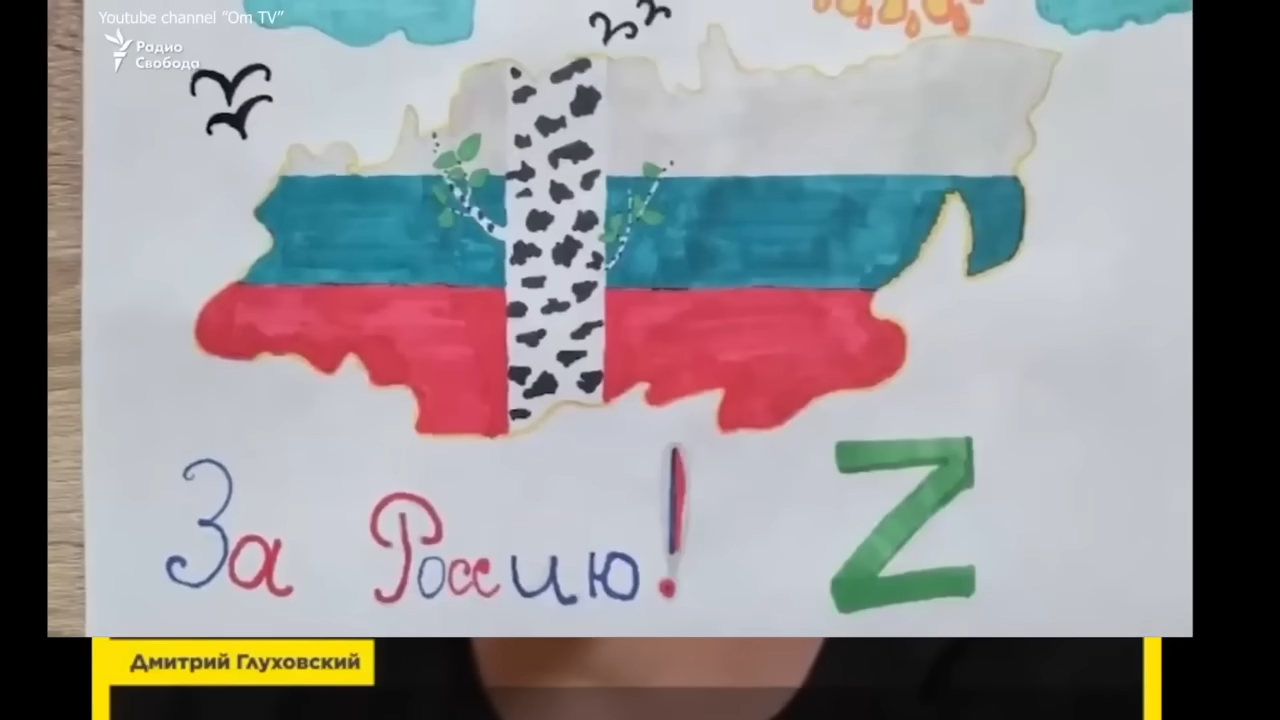 Youtube channel “Om TV”
Радио
Свобода
За Россию!
Z
Дмитрий Глуховский